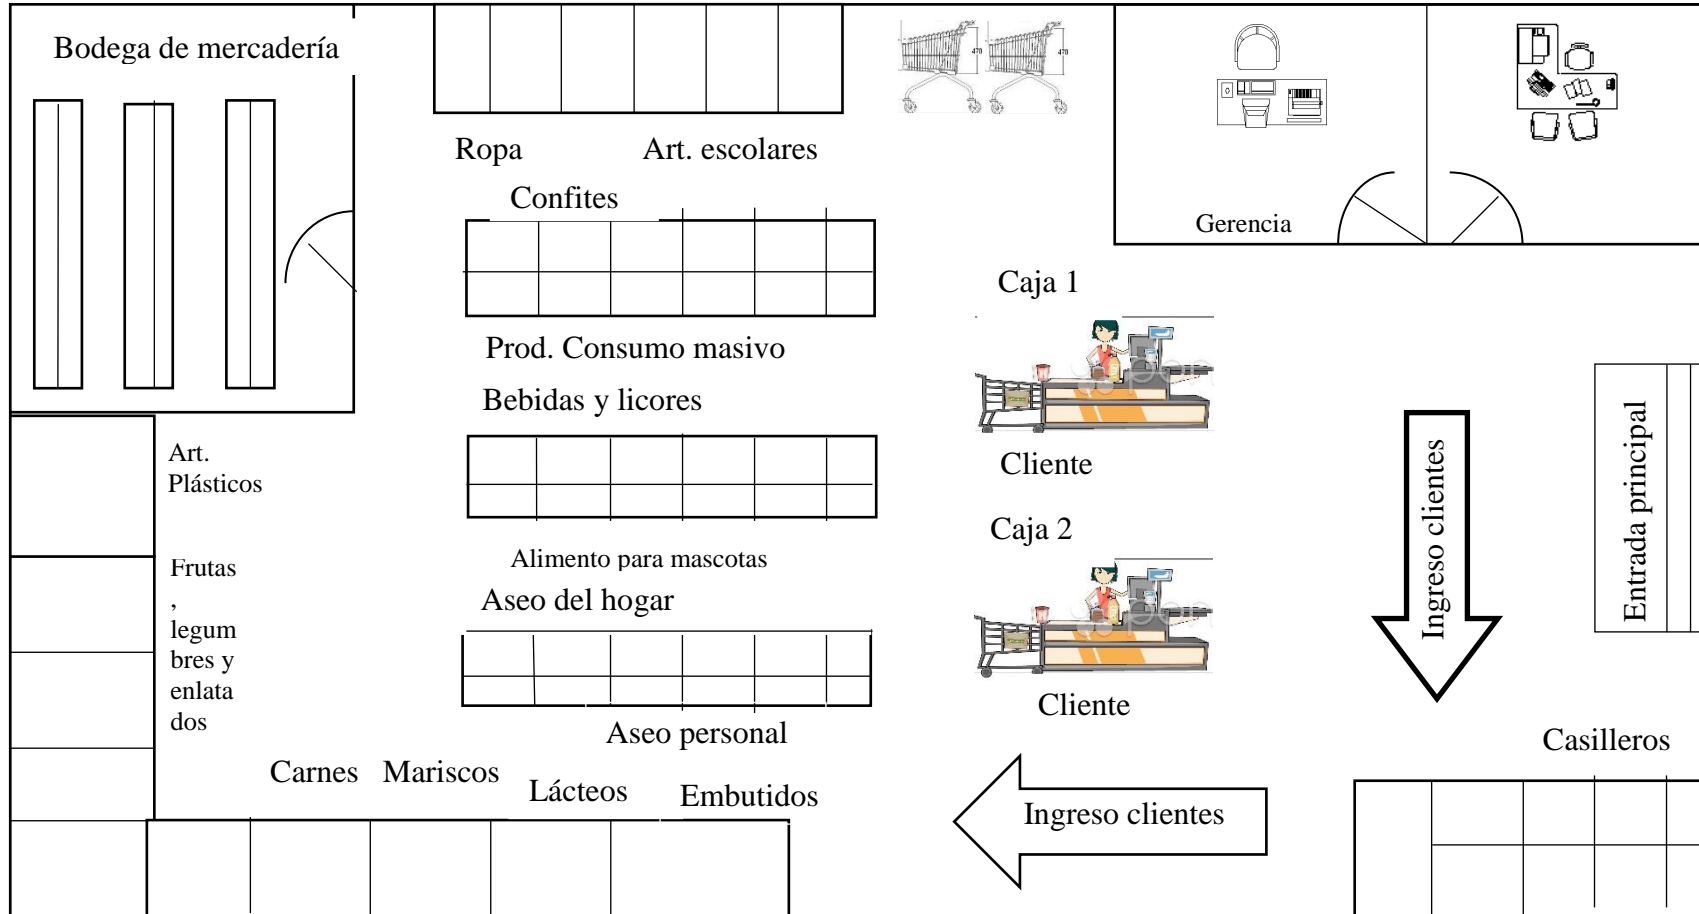 Bodega de mercadería
470
470
Ropa
Art. escolares
Confites
Gerencia
Caja 1
Prod. Consumo masivo
Bebidas y licores
Cliente
Art.
Plásticos
Caja 2
Alimento para mascotas
Aseo del hogar
Frutas
,
legum
bres y
enlata
dos
Cliente
Aseo personal
Carnes
Mariscos
Lácteos
Embutidos
Ingreso clientes
Ingreso clientes
Entrada principal
Casilleros